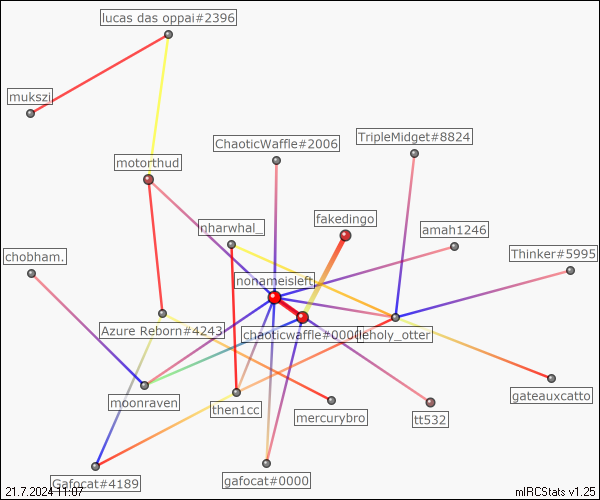 lucas das oppai#2396
mukszi
ChaoticWaffle#2006
TripleMidget#8824
motorthud
fakedingo
nharwhal_
amah1246
chobham.
Thinker#5995
nonameisleft
Azure Reborn#4243
chaoticwaffle#000
eholy_otter
gateauxcatto
moonraven
then1cc
mercurybro
tt532
Gafocat#4189
gafocat#0000
21.7.2024 11:07
mIRCStats v1.25